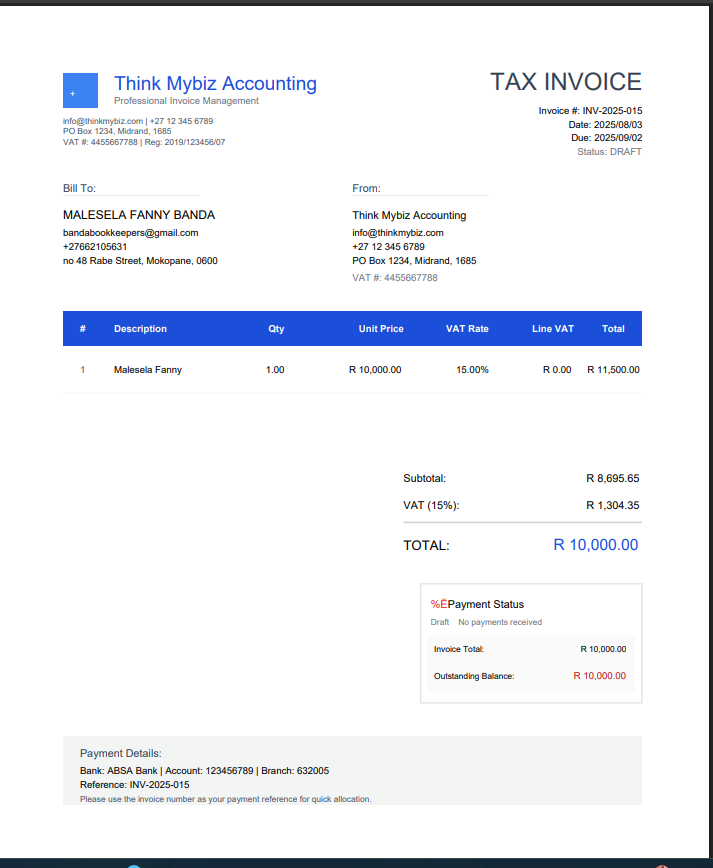 +
Think Mybiz Accounting
Professional Invoice Management
info@thinkmybiz.com | +27 12 345 6789
PO Box 1234, Midrand, 1685
VAT #: 4455667788 | Reg: 2019/123456/07
TAX INVOICE
Invoice #: INV-2025-015
Date: 2025/08/03
Due: 2025/09/02
Status: DRAFT
Bill To:
MALESELA FANNY BANDA
bandabookkeepers@gmail.com
+27662105631
no 48 Rabe Street, Mokopane, 0600
From:
Think Mybiz Accounting
info@thinkmybiz.com
+27 12 345 6789
PO Box 1234, Midrand, 1685
VAT #: 4455667788
# Description Qty Unit Price VAT Rate Line VAT Total
1 Malesela Fanny 1.00 R 10,000.00 15.00% R 0.00 R 11,500.00
Subtotal: R 8,695.65
VAT (15%): R 1,304.35
TOTAL: R 10,000.00
%ËPayment Status
Draft No payments received
Invoice Total: R 10,000.00
Outstanding Balance: R 10,000.00
Payment Details:
Bank: ABSA Bank | Account: 123456789 | Branch: 632005
Reference: INV-2025-015
Please use the invoice number as your payment reference for quick allocation.